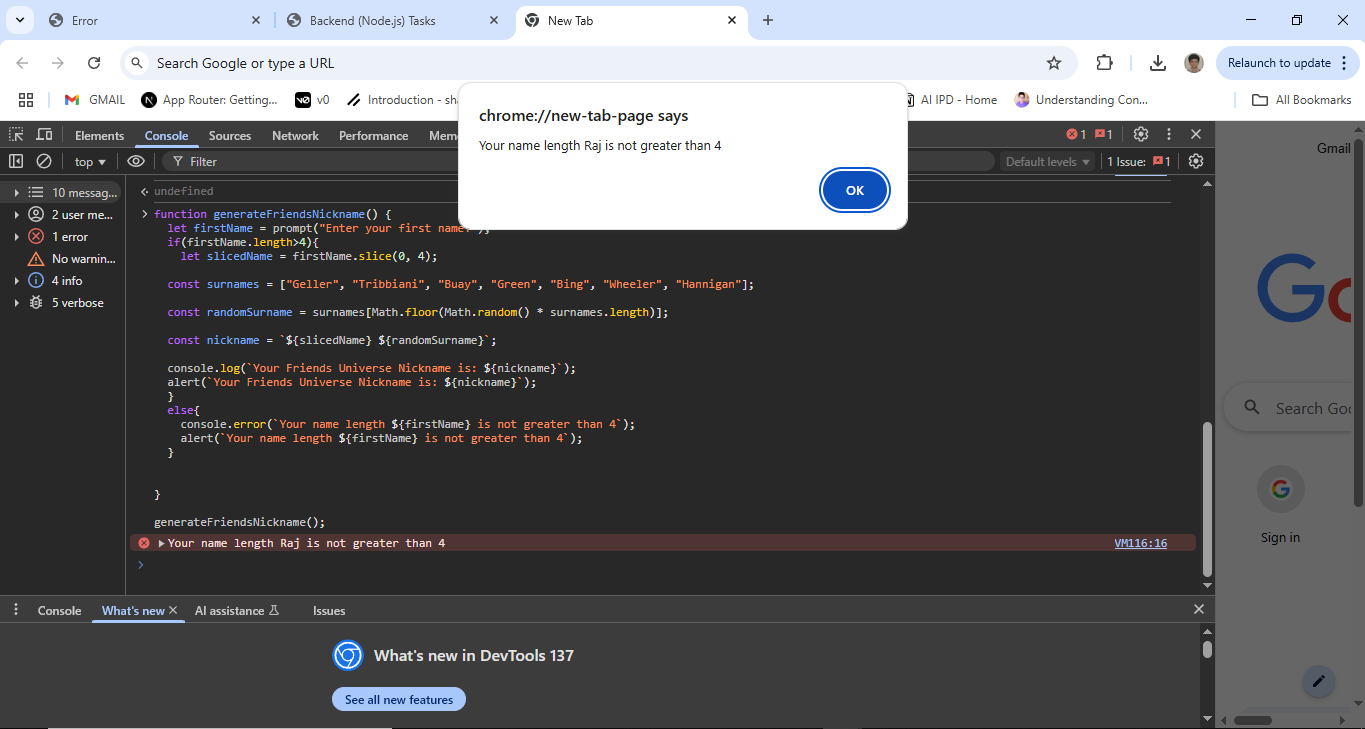 Error
Backend (Node.js) Tasks
New Tab
Search Google or type a URL
Relaunch to update
GMAIL
App Router: Getting...
v0
Introduction - sha
AI IPD - Home
Understanding Con...
All Bookmarks
chrome://new-tab-page says
Your name length Raj is not greater than 4
OK
Elements
Console
Sources
Network
Performance
Mem
1
1
top
Filter
Default levels
1 Issue:
1
Gmail
10 messag...
2 user me...
1 error
No warnin...
4 info
5 verbose
undefined
function generateFriendsNickname() {
let firstName = prompt("Enter your first name:");
if(firstName.length>4){
let slicedName = firstName.slice(0, 4);
const surnames = ["Geller", "Tribbiani", "Buay", "Green", "Bing", "Wheeler", "Hannigan"];
const randomSurname = surnames[Math.floor(Math.random() * surnames.length)];
const nickname = `${slicedName} ${randomSurname}`;
console.log(`Your Friends Universe Nickname is: ${nickname}`);
alert(`Your Friends Universe Nickname is: ${nickname}`);
}
else{
console.error(`Your name length ${firstName} is not greater than 4`);
alert(`Your name length ${firstName} is not greater than 4`);
}
}
generateFriendsNickname();
Your name length Raj is not greater than 4
VM116:16
Go
Search Goo
G
Sign in
Console
What's new
AI assistance
Issues
What's new in DevTools 137
See all new features